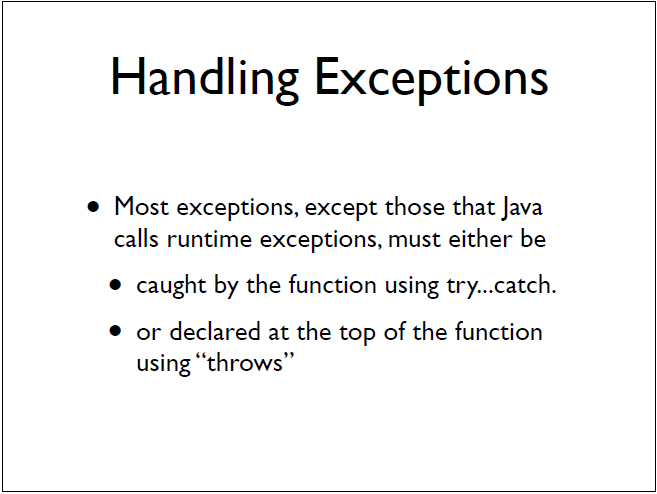 Handling Exceptions
• Most exceptions, except those that Java
calls runtime exceptions, must either be
• caught by the function using try...catch.
• or declared at the top of the function
using “throws”